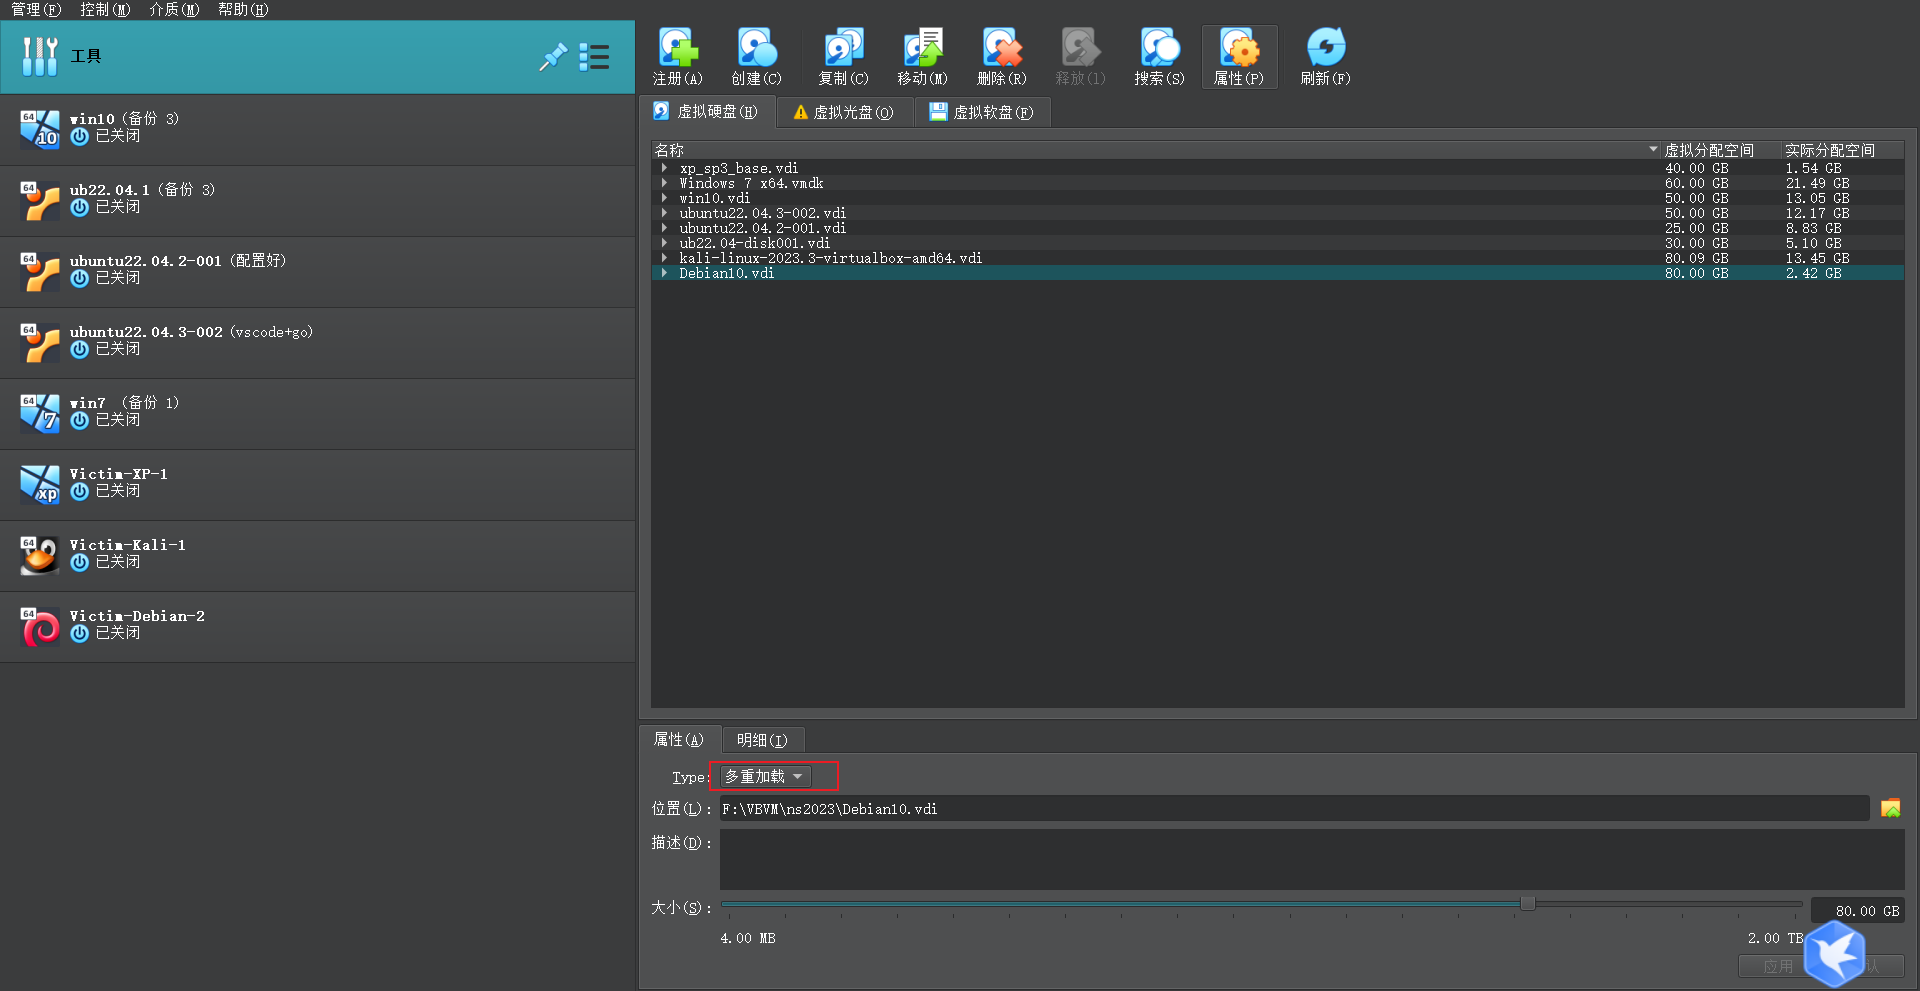 管理(F) 控制(M) 介质(M) 帮助(H)
工具
64 10 win10 (备份 3)
已关闭
64 ub22.04.1 (备份 3)
已关闭
64 ubuntu22.04.2-001 (配置好)
已关闭
64 ubuntu22.04.3-002 (vscode+go)
已关闭
64 7 win7 (备份 1)
已关闭
xp Victim-XP-1
已关闭
64 Victim-Kali-1
已关闭
64 Victim-Debian-2
已关闭
注册(A) 创建(C) 复制(C) 移动(M) 删除(R) 释放(l) 搜索(S) 属性(P) 刷新(F)
虚拟硬盘(H) 虚拟光盘(O) 虚拟软盘(F)
名称 虚拟分配空间 实际分配空间
xp_sp3_base.vdi 40.00 GB 1.54 GB
Windows 7 x64.vmdk 60.00 GB 21.49 GB
win10.vdi 50.00 GB 13.05 GB
ubuntu22.04.3-002.vdi 50.00 GB 12.17 GB
ubuntu22.04.2-001.vdi 25.00 GB 8.83 GB
ub22.04-disk001.vdi 30.00 GB 5.10 GB
kali-linux-2023.3-virtualbox-amd64.vdi 80.09 GB 13.45 GB
Debian10.vdi 80.00 GB 2.42 GB
属性(A) 明细(I)
Type: 多重加载
位置(L): F:\VBVM\ns2023\Debian10.vdi
描述(D):
大小(S): 80.00 GB
4.00 MB 2.00 TB
应用 认